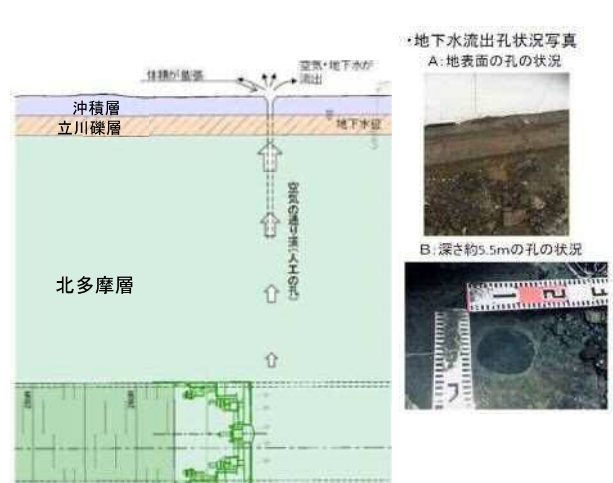 ・地下水流出孔状況写真
A:地表面の孔の状況
体積が膨張
空気・地下水が
流出
沖積層
立川礫層
地下水位
空気の通り道(人工の孔)
北多摩層
B:深さ約5.5mの孔の状況
1
2